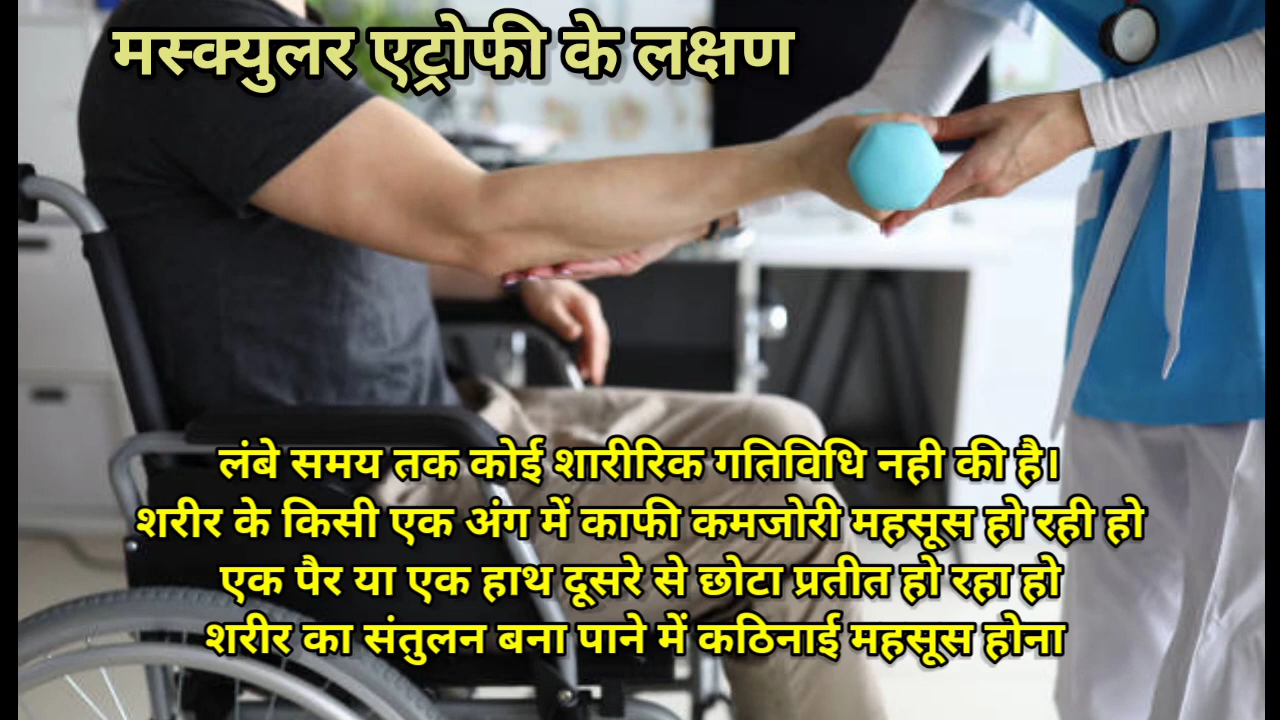 मस्क्युलर एट्रोफी के लक्षण
लंबे समय तक कोई शारीरिक गतिविधि नही की है।
शरीर के किसी एक अंग में काफी कमजोरी महसूस हो रही हो
एक पैर या एक हाथ दूसरे से छोटा प्रतीत हो रहा हो
शरीर का संतुलन बना पाने में कठिनाई महसूस होना